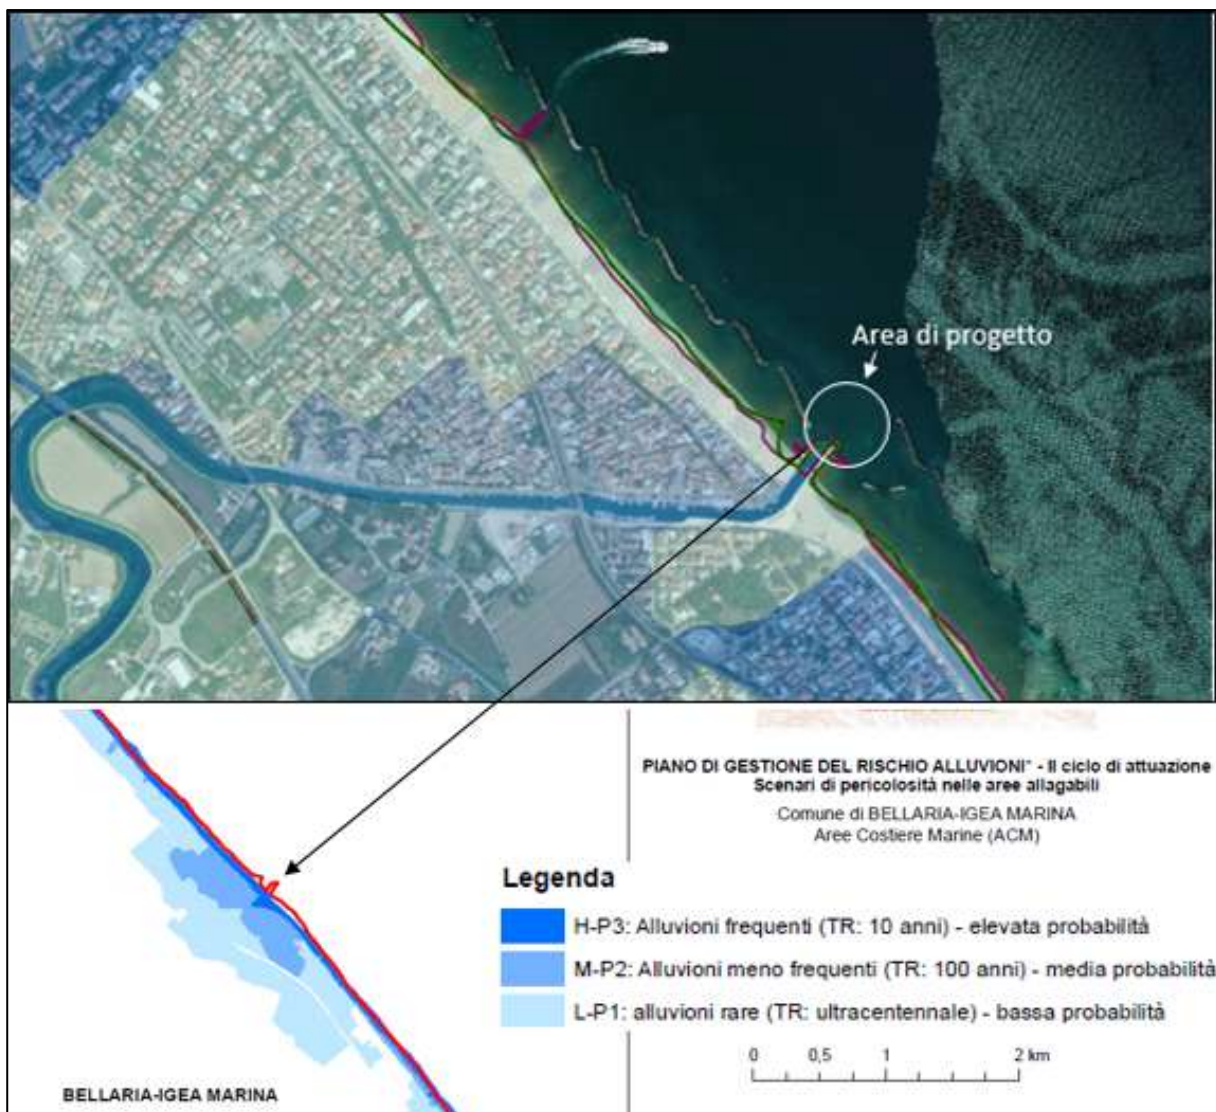 Area di progetto
PIANO DI GESTIONE DEL RISCHIO ALLUVIONI" - II ciclo di attuazione
Scenari di pericolosità nelle aree allagabili
Comune di BELLARIA-IGEA MARINA
Aree Costiere Marine (ACM)
Legenda
H-P3: Alluvioni frequenti (TR: 10 anni) - elevata probabilità
M-P2: Alluvioni meno frequenti (TR: 100 anni) - media probabilità
L-P1: alluvioni rare (TR: ultracentennale) - bassa probabilità
0 0,5 1 2 km
BELLARIA-IGEA MARINA